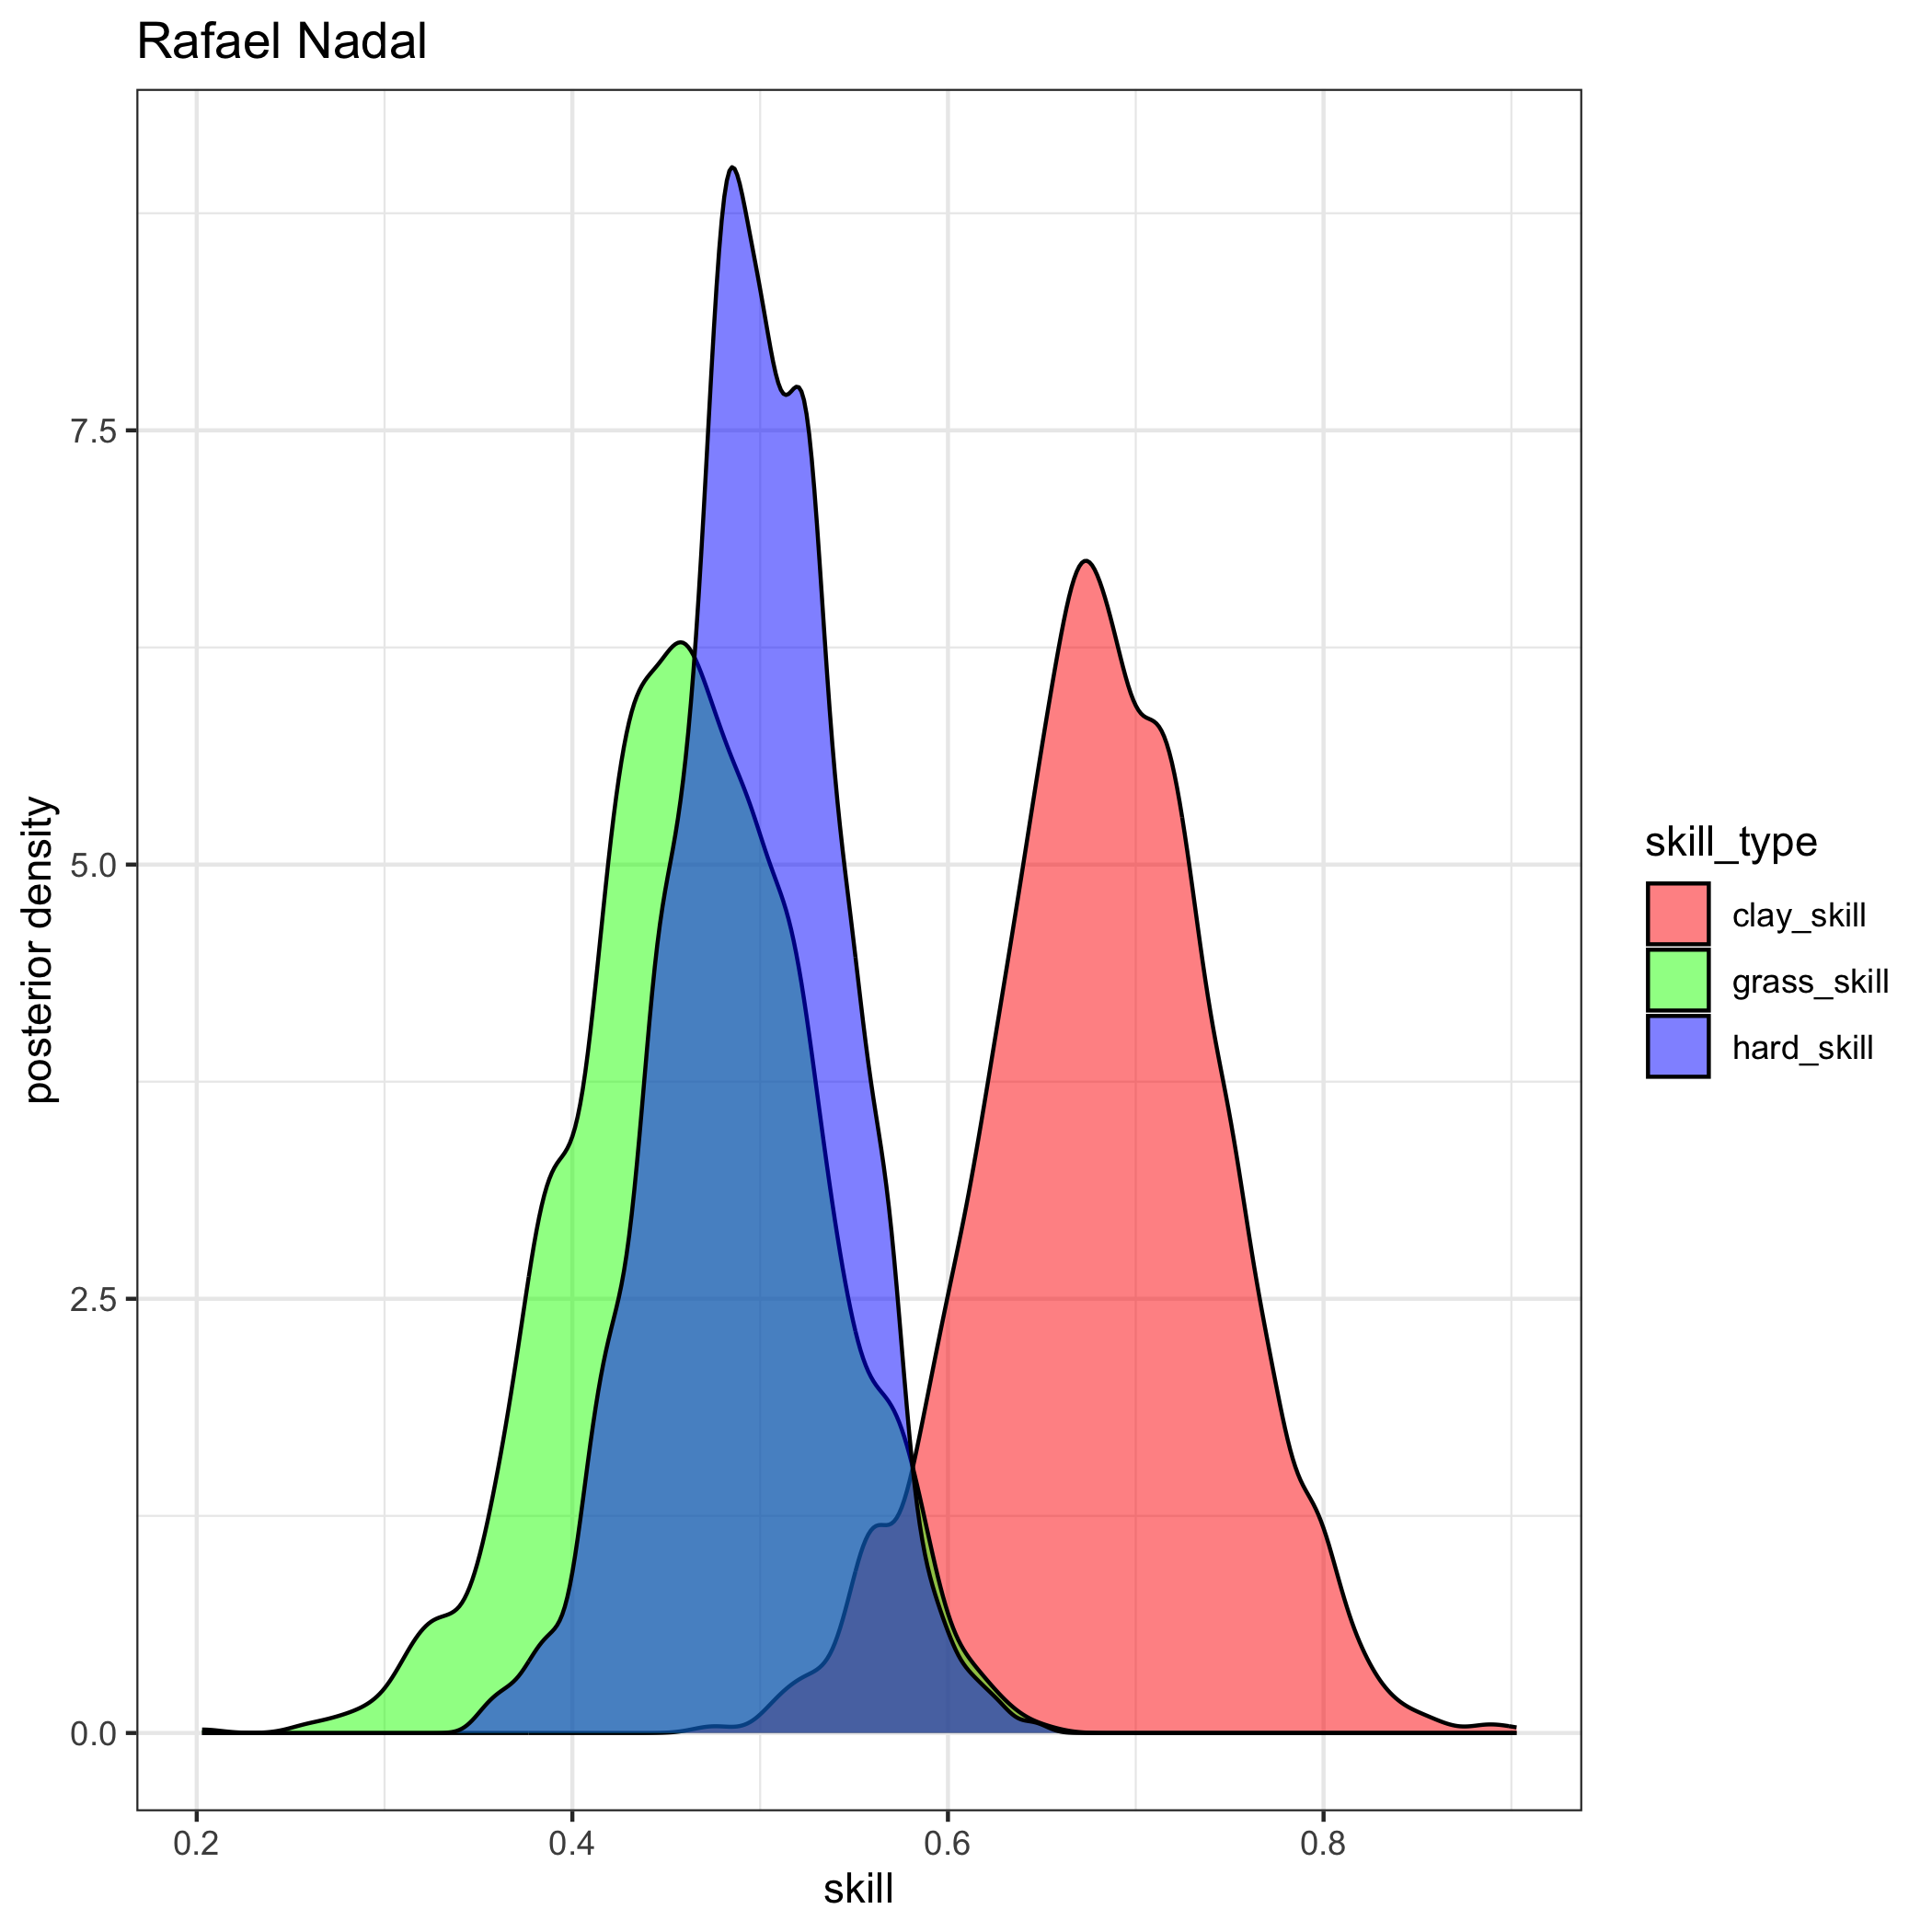 Rafael Nadal
posterior density
7.5
5.0
2.5
0.0
0.2
0.4
0.6
0.8
skill
skill_type
clay_skill
grass_skill
hard_skill